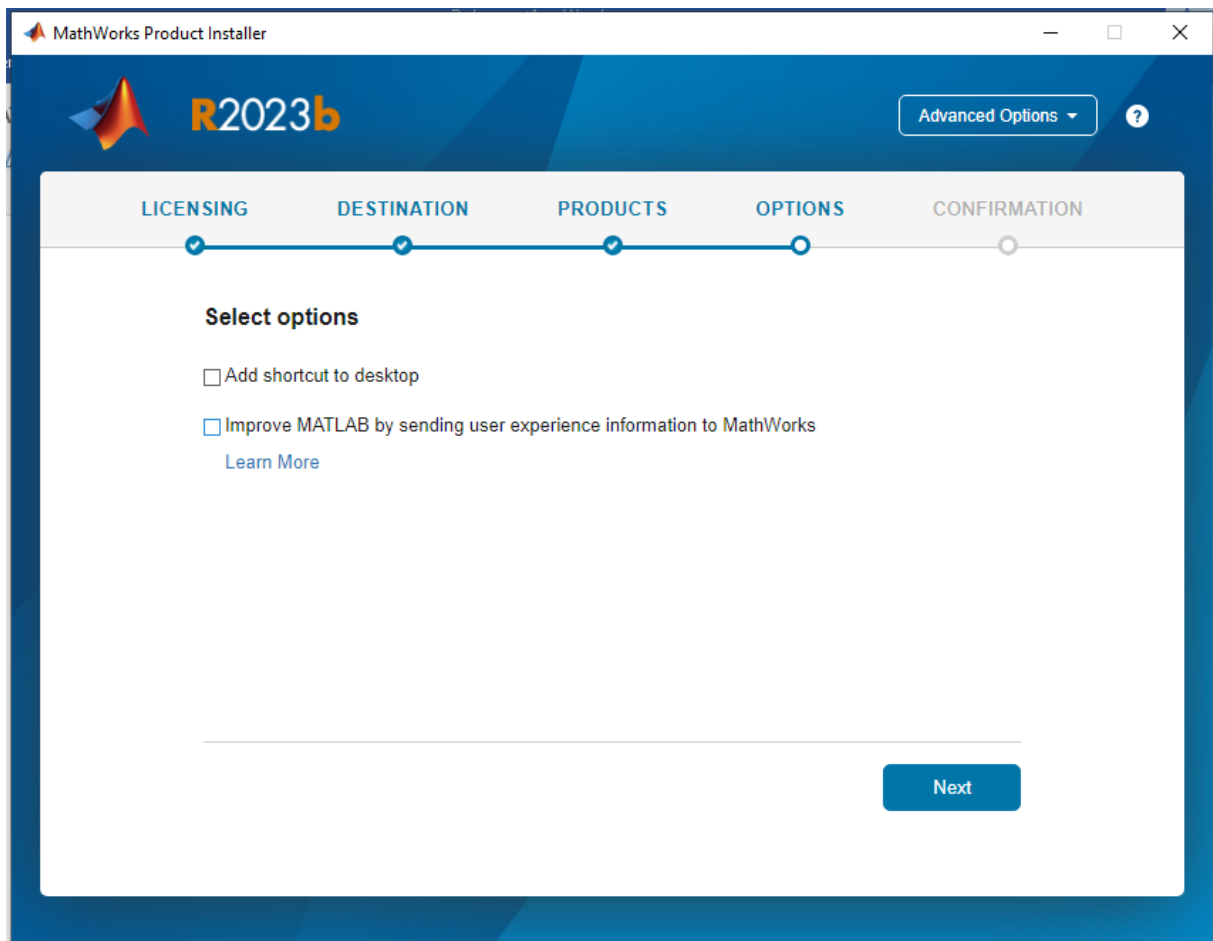 MathWorks Product Installer
R2023b
Advanced Options
?
LICENSING DESTINATION PRODUCTS OPTIONS CONFIRMATION
Select options
Add shortcut to desktop
Improve MATLAB by sending user experience information to MathWorks
Learn More
Next